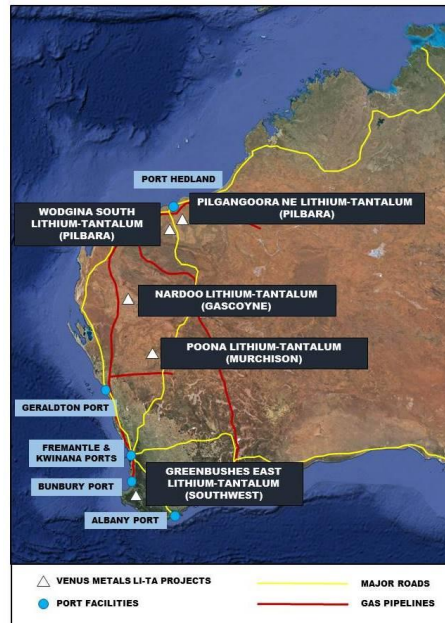 PORT HEDLAND
PILGANGOORA NE LITHIUM-TANTALUM
(PILBARA)
WODGINA SOUTH
LITHIUM-TANTALUM
(PILBARA)
NARDOO LITHIUM-TANTALUM
(GASCOYNE)
POONA LITHIUM-TANTALUM
(MURCHISON)
GERALDTON PORT
FREMANTLE &
KWINANA PORTS
GREENBUSHES EAST
LITHIUM-TANTALUM
(SOUTHWEST)
BUNBURY PORT
ALBANY PORT
VENUS METALS LI-TA PROJECTS
MAJOR ROADS
PORT FACILITIES
GAS PIPELINES